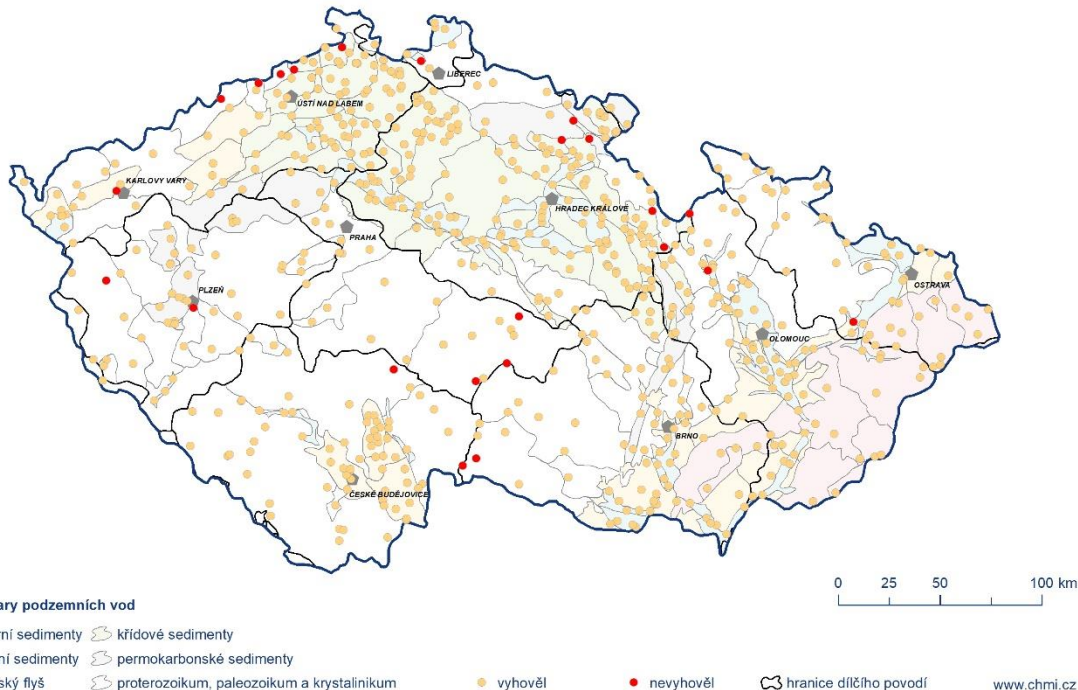 LIBEREC
ÚSTÍ NAD LABEM
KARLOVY VARY
HRADEC KRÁLOVÉ
PRAHA
PLZEŇ
OSTRAVA
OLOMOUC
BRNO
ČESKÉ BUDĚJOVICE
0 25 50 100 km
ary podzemních vod
rní sedimenty křídové sedimenty
ní sedimenty permokarbonské sedimenty
ský flyš proterozoikum, paleozoikum a krystalinikum vyhověl nevyhověl hranice dílčího povodí www.chmi.cz